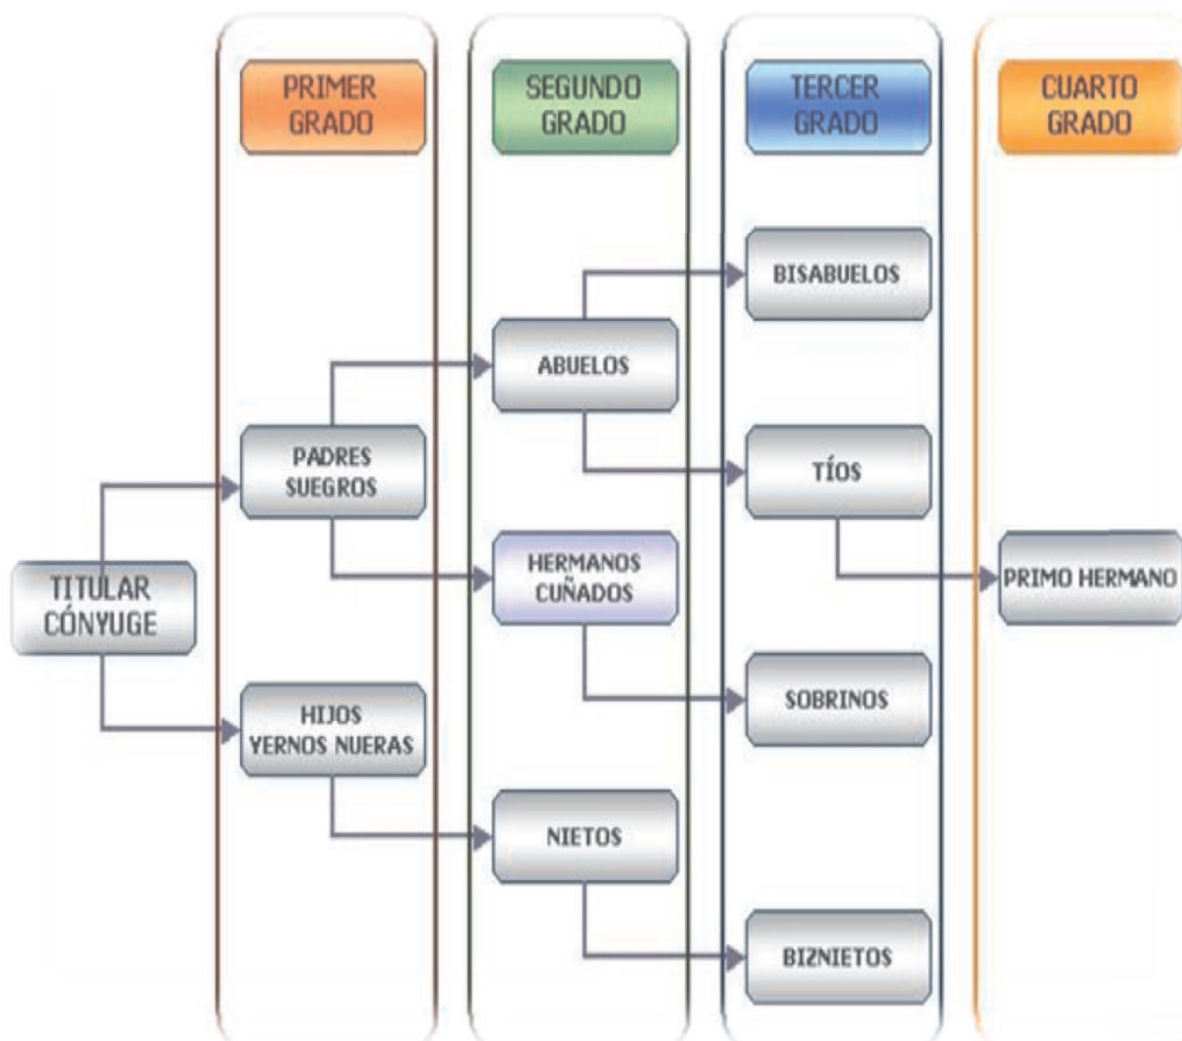 PRIMER
GRADO
SEGUNDO
GRADO
TERCER
GRADO
CUARTO
GRADO
BISABUELOS
ABUELOS
PADRES
SUEGROS
TÍOS
TITULAR
CÓNYUGE
HERMANOS
CUÑADOS
PRIMO HERMANO
HIJOS
YERNOS NUERAS
SOBRINOS
NIETOS
BIZNIETOS